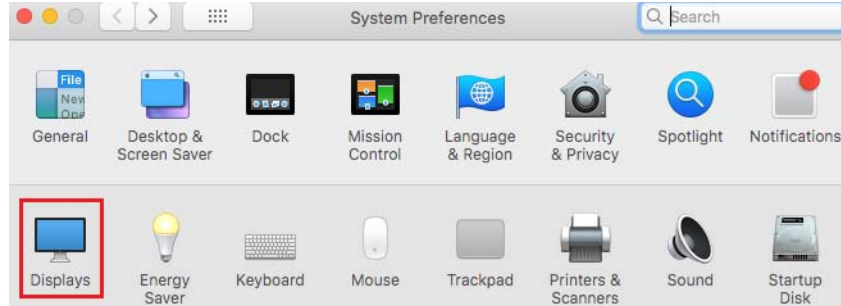 System Preferences
Search
File
New
Ope
General
Desktop &
Screen Saver
Dock
Mission
Control
Language
& Region
Security
& Privacy
Spotlight
Notifications
Displays
Energy
Saver
Keyboard
Mouse
Trackpad
Printers &
Scanners
Sound
Startup
Disk